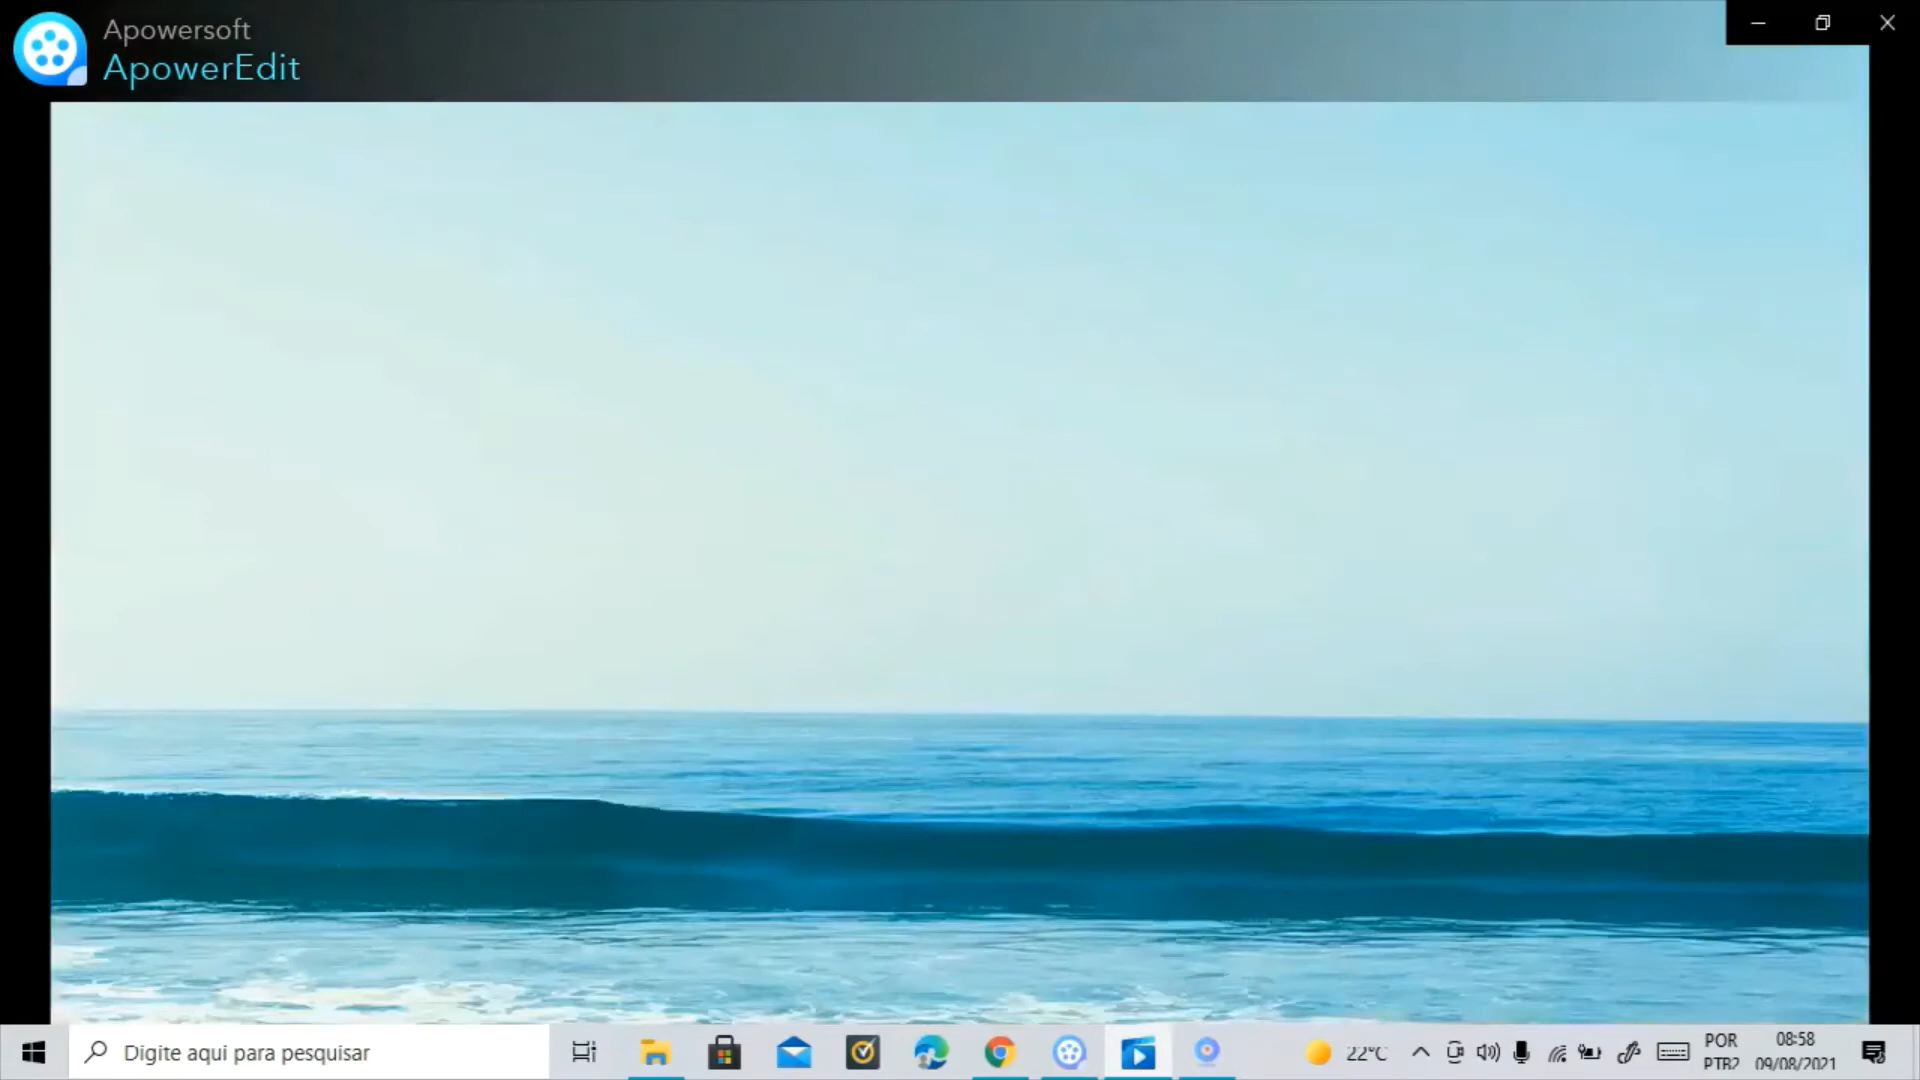 Apowersoft
ApowerEdit
Digite aqui para pesquisar
22°C
POR
PTB2
08:58
09/08/2021